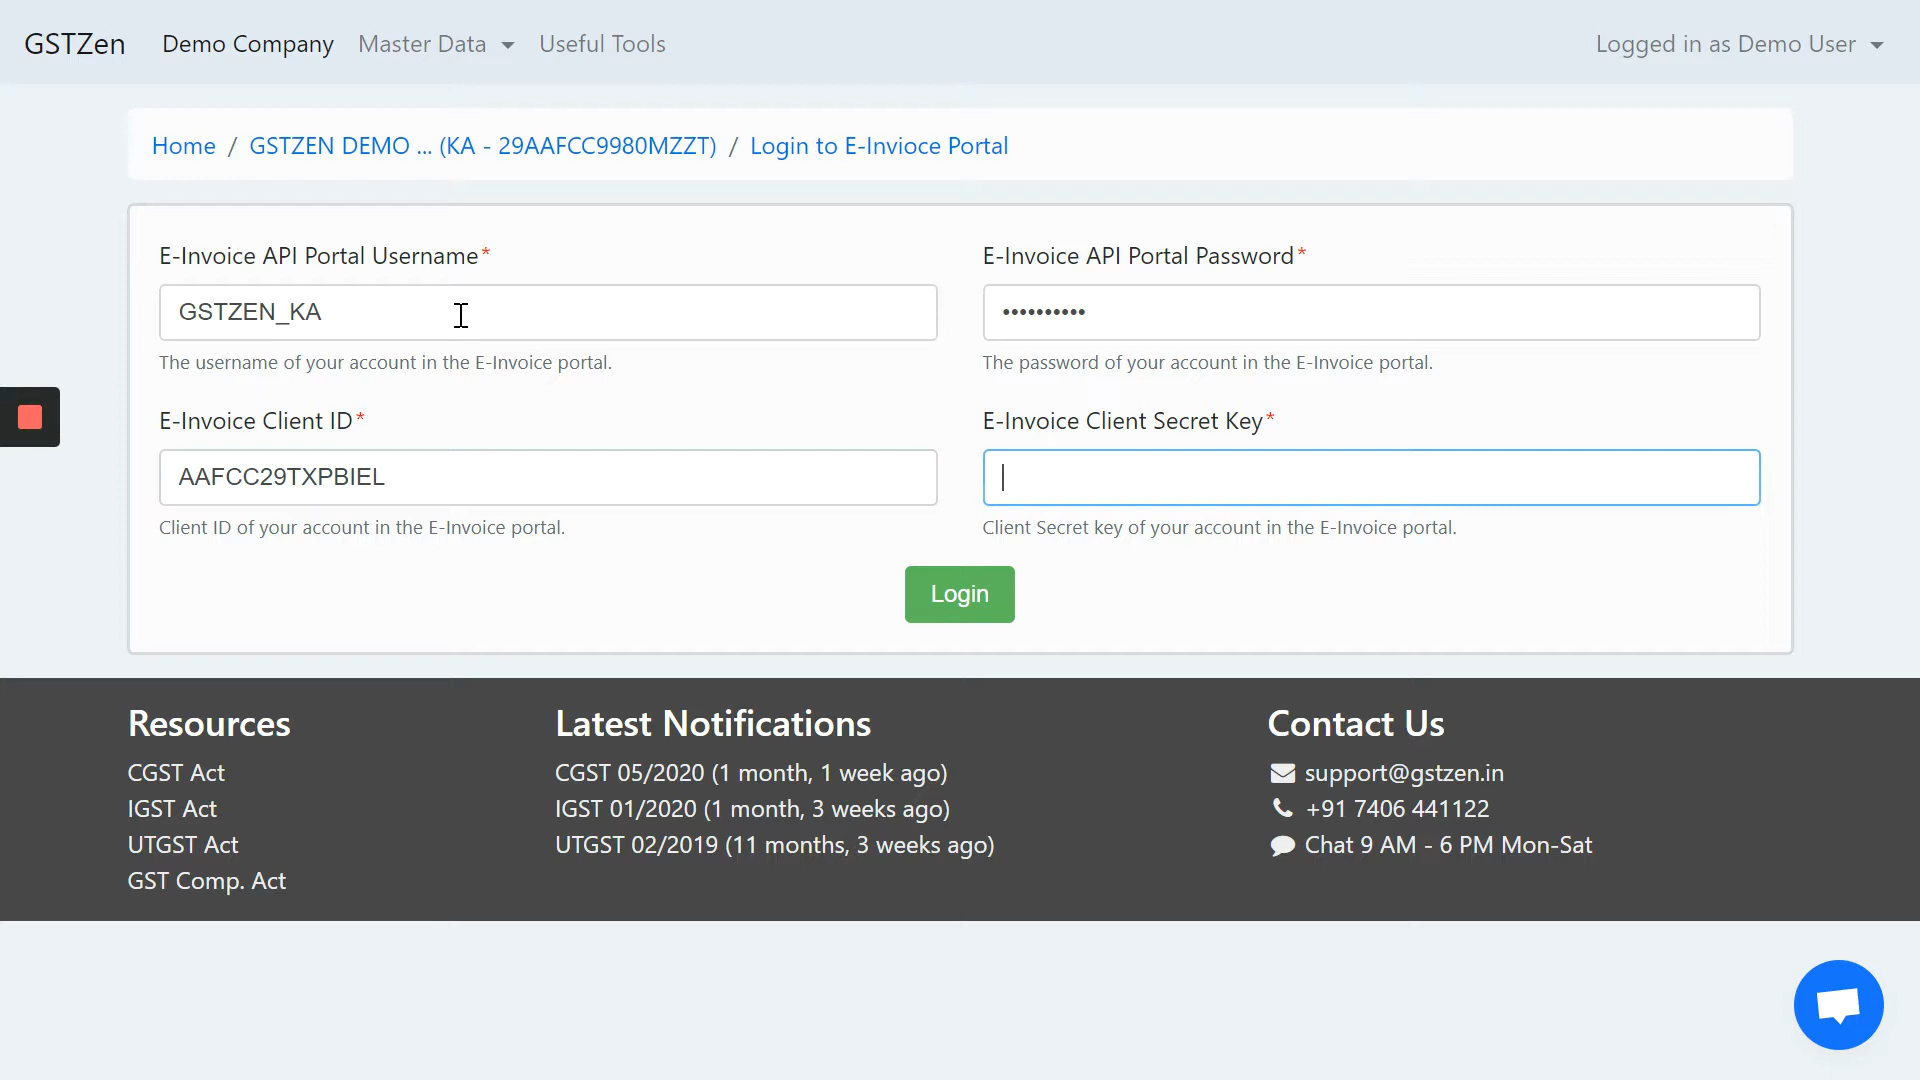 GSTZen Demo Company Master Data Useful Tools Logged in as Demo User
Home / GSTZEN DEMO ... (KA - 29AAFCC9980MZZT) / Login to E-Invioce Portal
E-Invoice API Portal Username*
GSTZEN_KA
The username of your account in the E-Invoice portal.
E-Invoice API Portal Password*
••••••••••
The password of your account in the E-Invoice portal.
E-Invoice Client ID*
AAFCC29TXPBIEL
Client ID of your account in the E-Invoice portal.
E-Invoice Client Secret Key*
Client Secret key of your account in the E-Invoice portal.
Login
Resources
CGST Act
IGST Act
UTGST Act
GST Comp. Act
Latest Notifications
CGST 05/2020 (1 month, 1 week ago)
IGST 01/2020 (1 month, 3 weeks ago)
UTGST 02/2019 (11 months, 3 weeks ago)
Contact Us
support@gstzen.in
+91 7406 441122
Chat 9 AM - 6 PM Mon-Sat